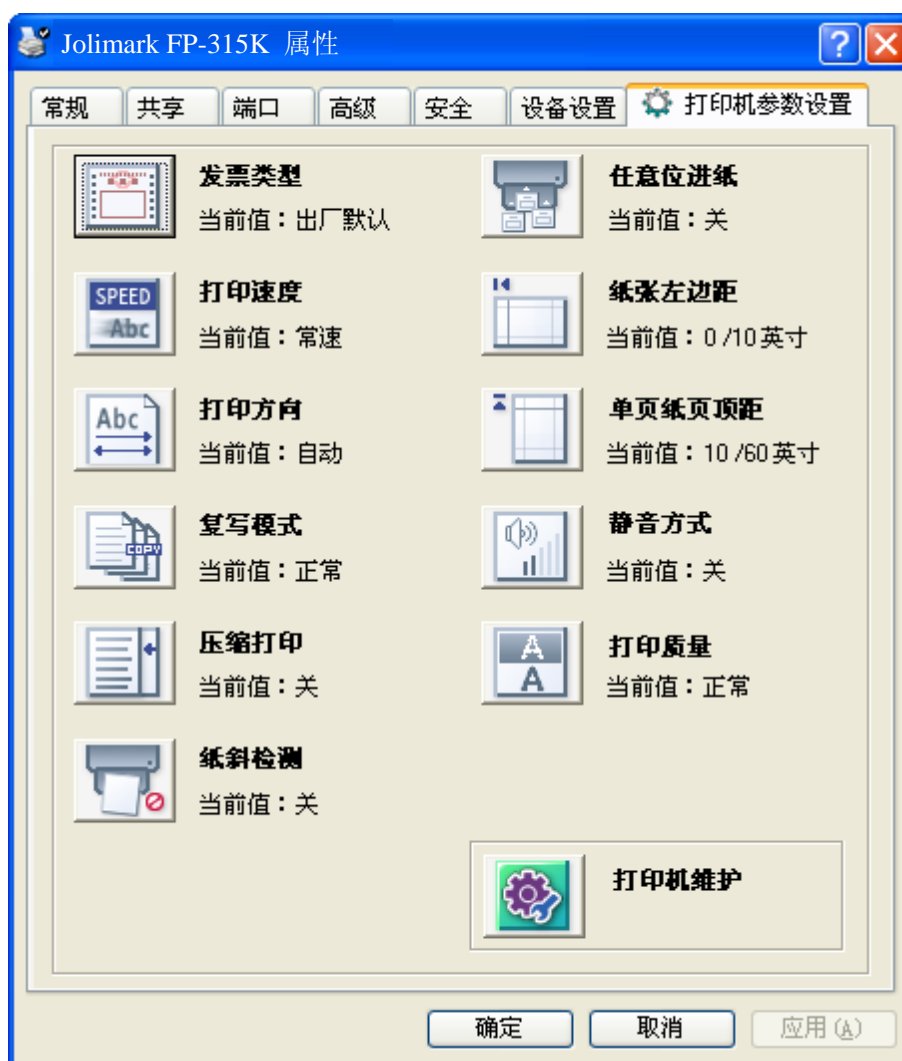 Jolimark FP-315K 属性
常规 共享 端口 高级 安全 设备设置 打印机参数设置
发票类型
当前值：出厂默认
任意位进纸
当前值：关
SPEED
Abc
打印速度
当前值：常速
纸张左边距
当前值：0 /10 英寸
Abc
打印方向
当前值：自动
单页纸页顶距
当前值：10 /60 英寸
COPY
复写模式
当前值：正常
静音方式
当前值：关
压缩打印
当前值：关
A
A
打印质量
当前值：正常
纸斜检测
当前值：关
打印机维护
确定 取消 应用(A)